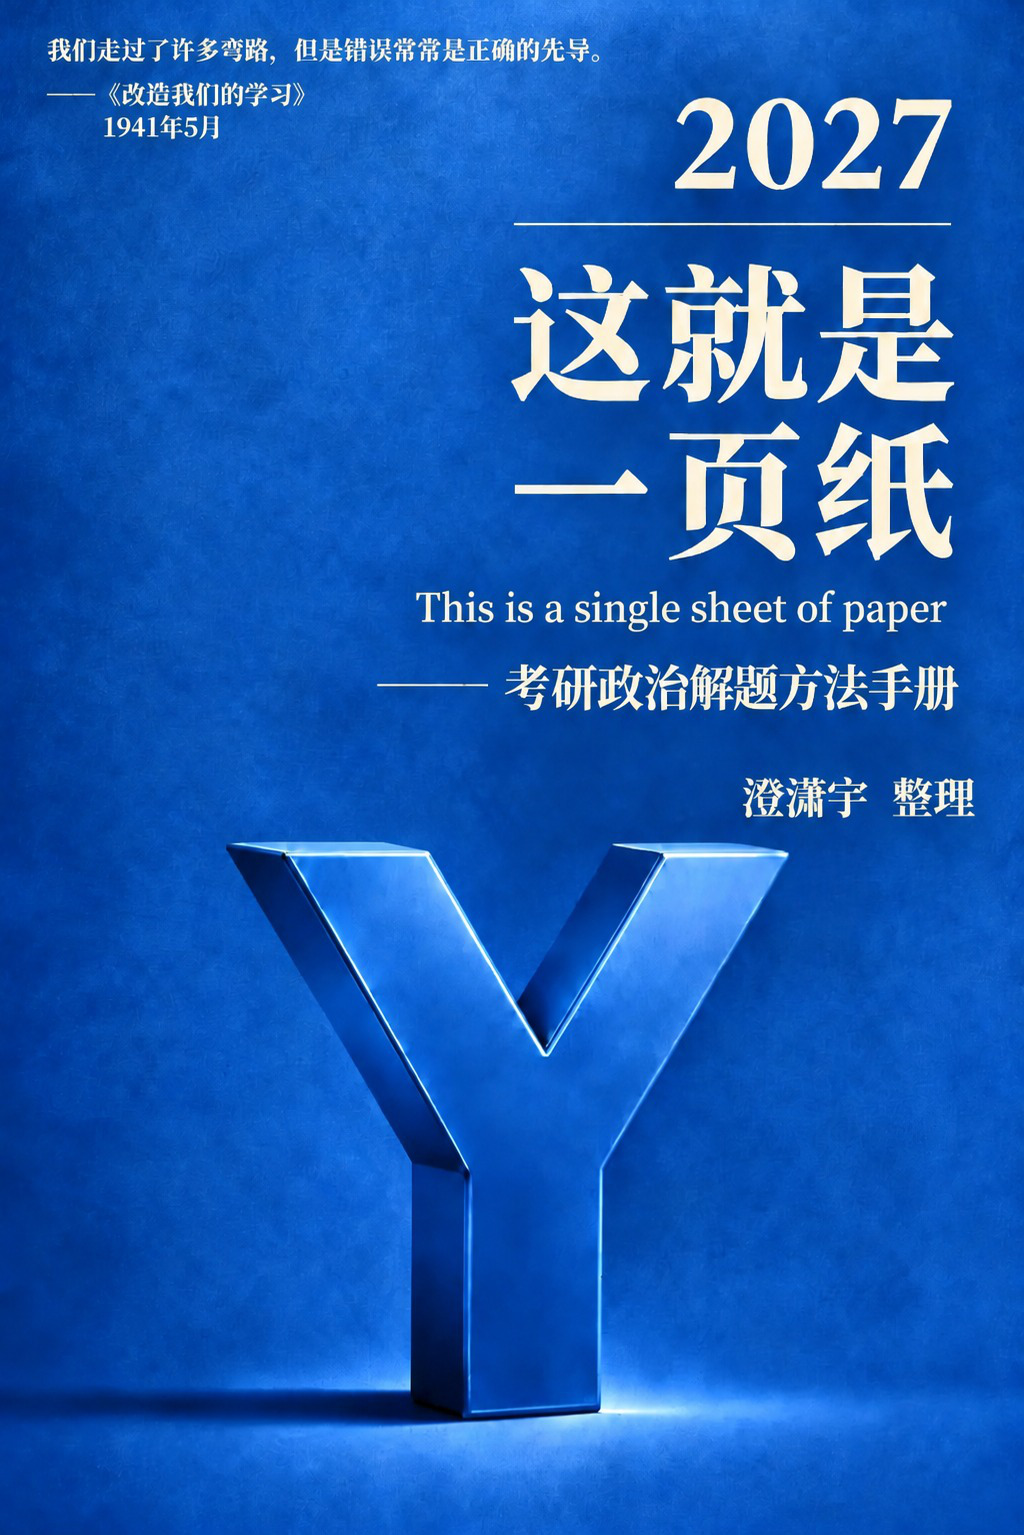 我们走过了许多弯路，但是错误常常是正确的先导。
——《改造我们的学习》
1941年5月
2027
这就是
一页纸
This is a single sheet of paper
—— 考研政治解题方法手册
澄潇宇 整理
Y